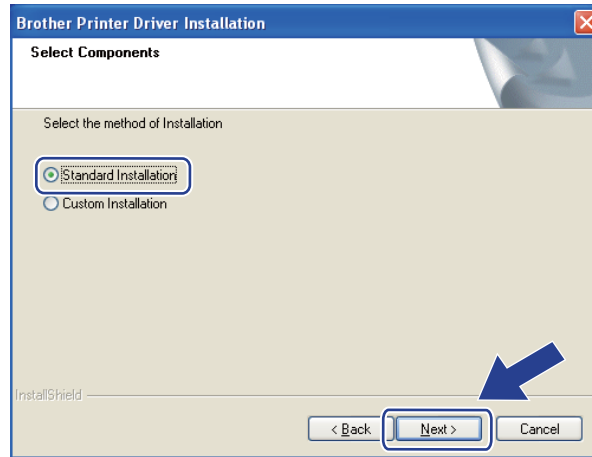 Brother Printer Driver Installation
Select Components
Select the method of Installation
Standard Installation
Custom Installation
InstallShield
< Back Next > Cancel